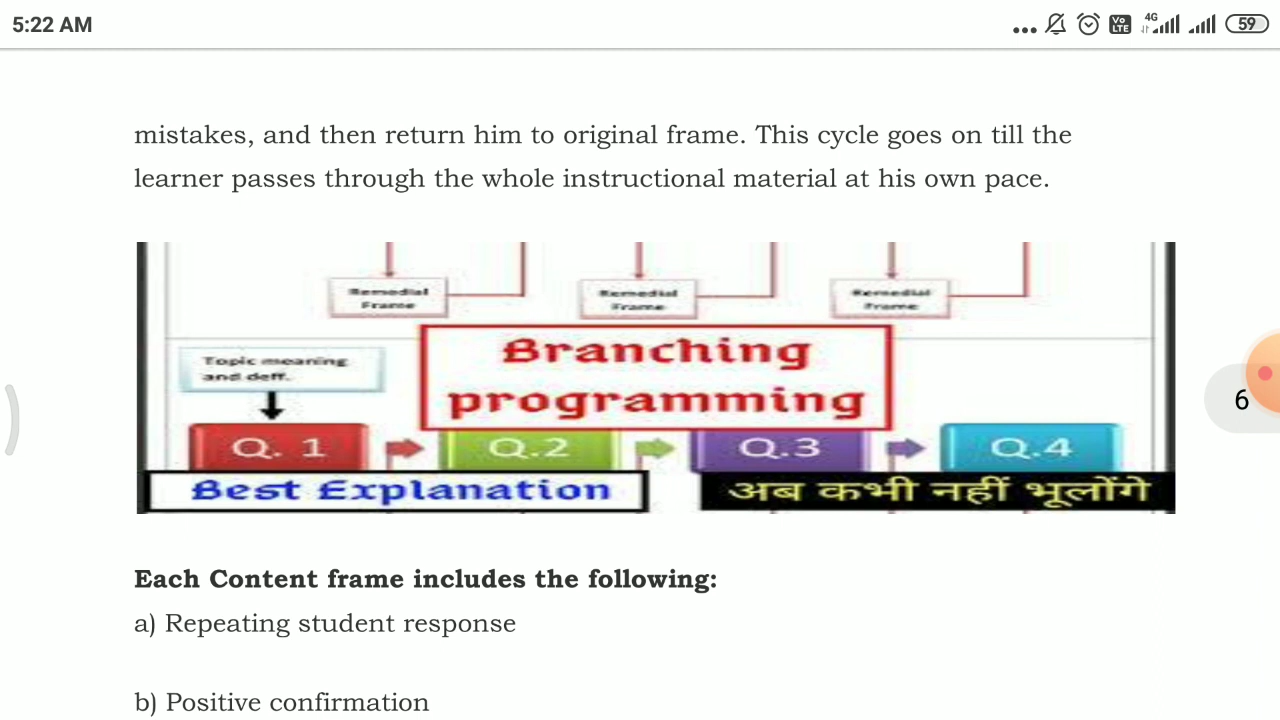 5:22 AM
... Vo LTE 4G 59
mistakes, and then return him to original frame. This cycle goes on till the
learner passes through the whole instructional material at his own pace.
Remedial Frame
Remedial Frame
Remedial Frame
Topic meaning
and deff.
Branching
programming
6
Q. 1
Q.2
Q.3
Q.4
Best Explanation
अब कभी नहीं भूलोंगे
Each Content frame includes the following:
a) Repeating student response
b) Positive confirmation